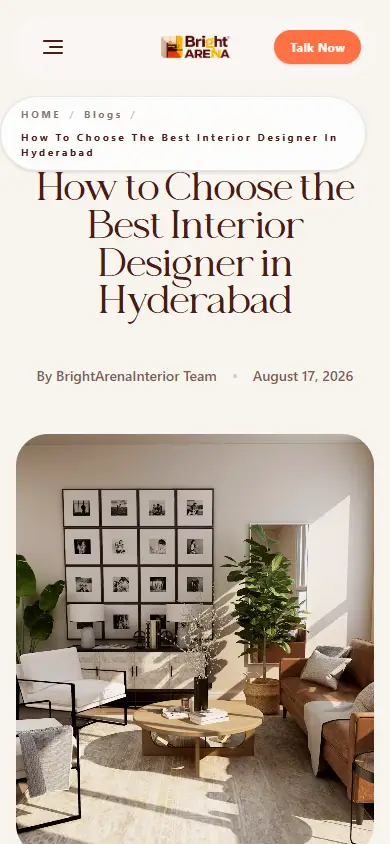 Bright
ARENA
Talk Now
HOME / Blogs /
How To Choose The Best Interior Designer In
Hyderabad
How to Choose the
Best Interior
Designer in
Hyderabad
By BrightArenaInterior Team • August 17, 2026